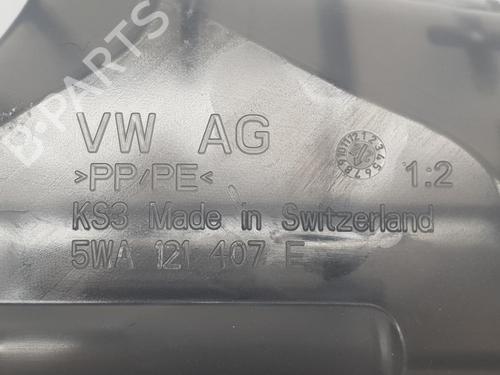 B-PARTS
VW AG
>PP/PE<
1:2
KS3 Made in Switzerland
5WA 121 407 E